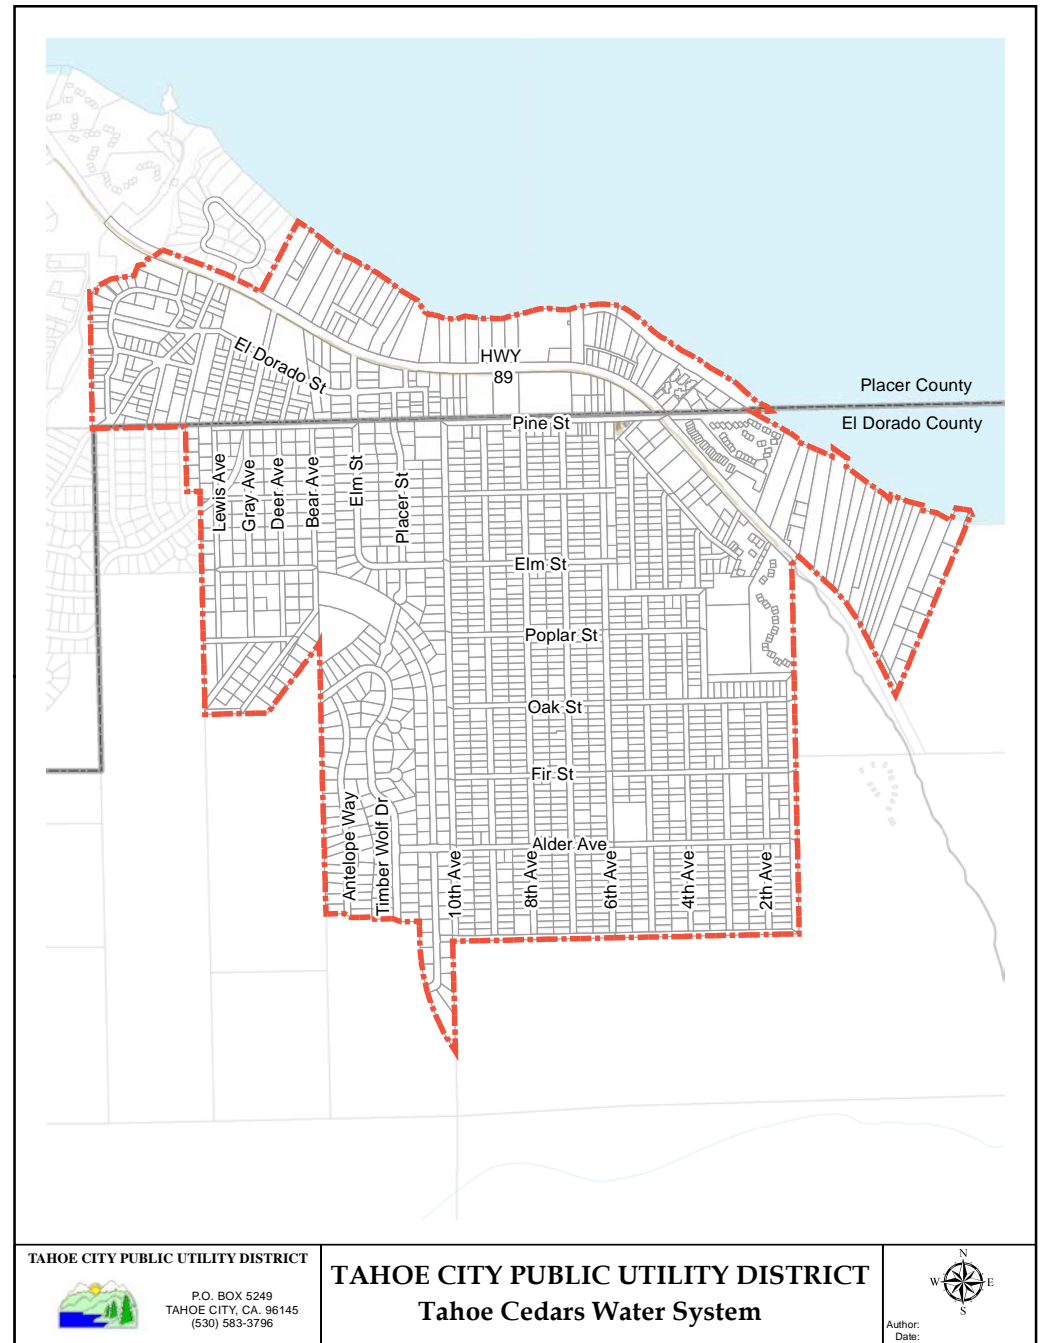 HWY
89
El Dorado St
Placer County
El Dorado County
Pine St
Lewis Ave
Gray Ave
Deer Ave
Bear Ave
Elm St
Placer St
Elm St
Poplar St
Oak St
Fir St
Alder Ave
Antelope Way
Timber Wolf Dr
10th Ave
8th Ave
6th Ave
4th Ave
2th Ave
TAHOE CITY PUBLIC UTILITY DISTRICT
P.O. BOX 5249
TAHOE CITY, CA. 96145
(530) 583-3796
TAHOE CITY PUBLIC UTILITY DISTRICT
Tahoe Cedars Water System
N
W E
S
Author:
Date: